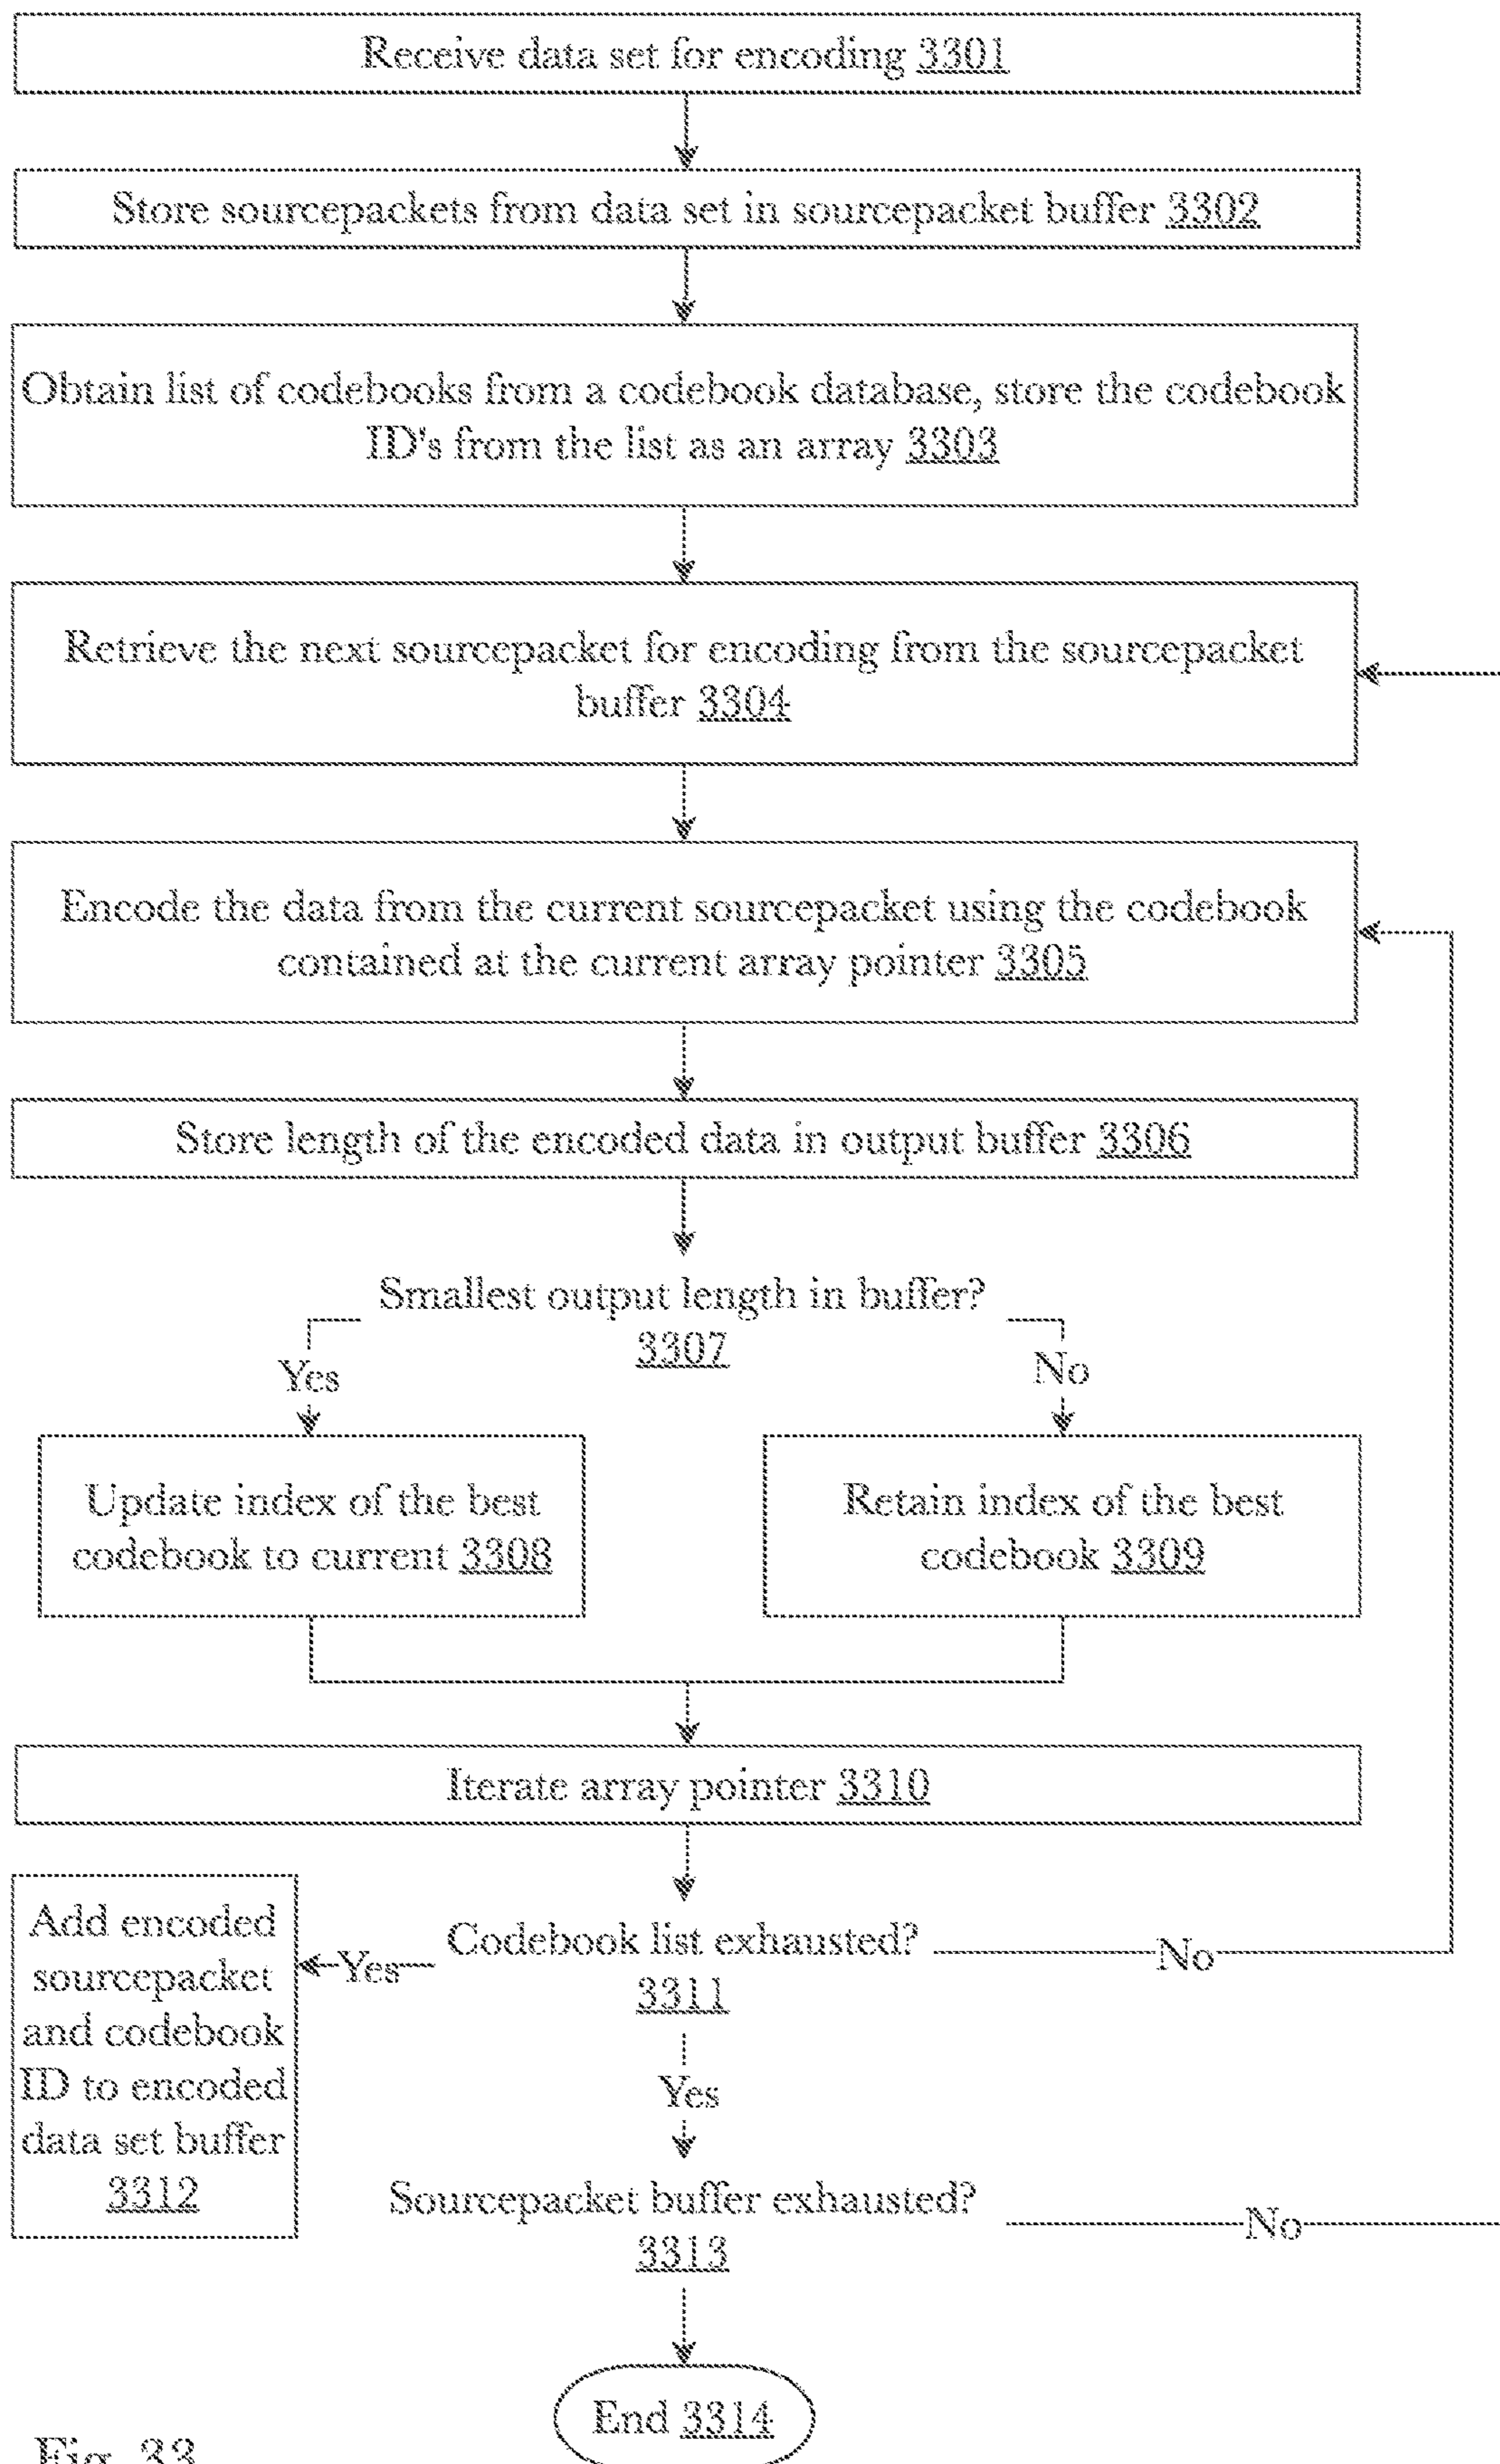 Receive data set for encoding 3301
Store sourcepackets from data set in sourcepacket buffer 3302
Obtain list of codebooks from a codebook database, store the codebook
ID's from the list as an array 3303
Retrieve the next sourcepacket for encoding from the sourcepacket
buffer 3304
Encode the data from the current sourcepacket using the codebook
contained at the current array pointer 3305
Store length of the encoded data in output buffer 3306
Smallest output length in buffer?
3307
Yes
No
Update index of the best
codebook to current 3308
Retain index of the best
codebook 3309
Iterate array pointer 3310
Codebook list exhausted?
3311
Yes
No
Add encoded
sourcepacket
and codebook
ID to encoded
data set buffer
3312
Yes
Sourcepacket buffer exhausted?
3313
No
End 3314
Fig. 33